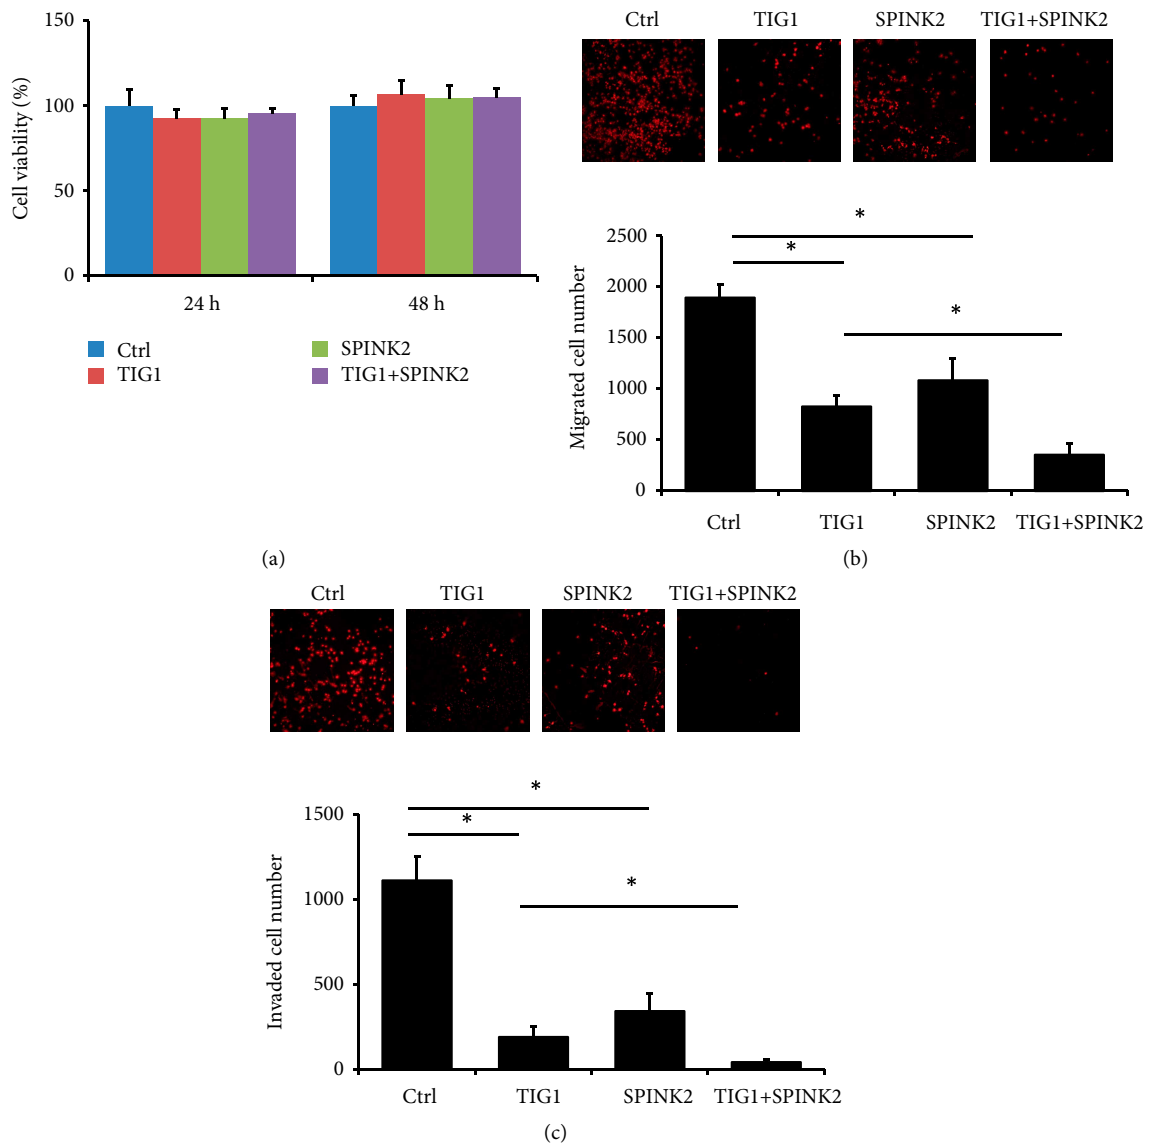 150
100
50
0
Cell viability (%)
24 h
48 h
Ctrl
TIG1
SPINK2
TIG1+SPINK2
(a)
Ctrl TIG1 SPINK2 TIG1+SPINK2
2500
2000
1500
1000
500
0
Migrated cell number
*
*
*
Ctrl TIG1 SPINK2 TIG1+SPINK2
(b)
Ctrl TIG1 SPINK2 TIG1+SPINK2
1500
1000
500
0
Invaded cell number
*
*
*
Ctrl TIG1 SPINK2 TIG1+SPINK2
(c)